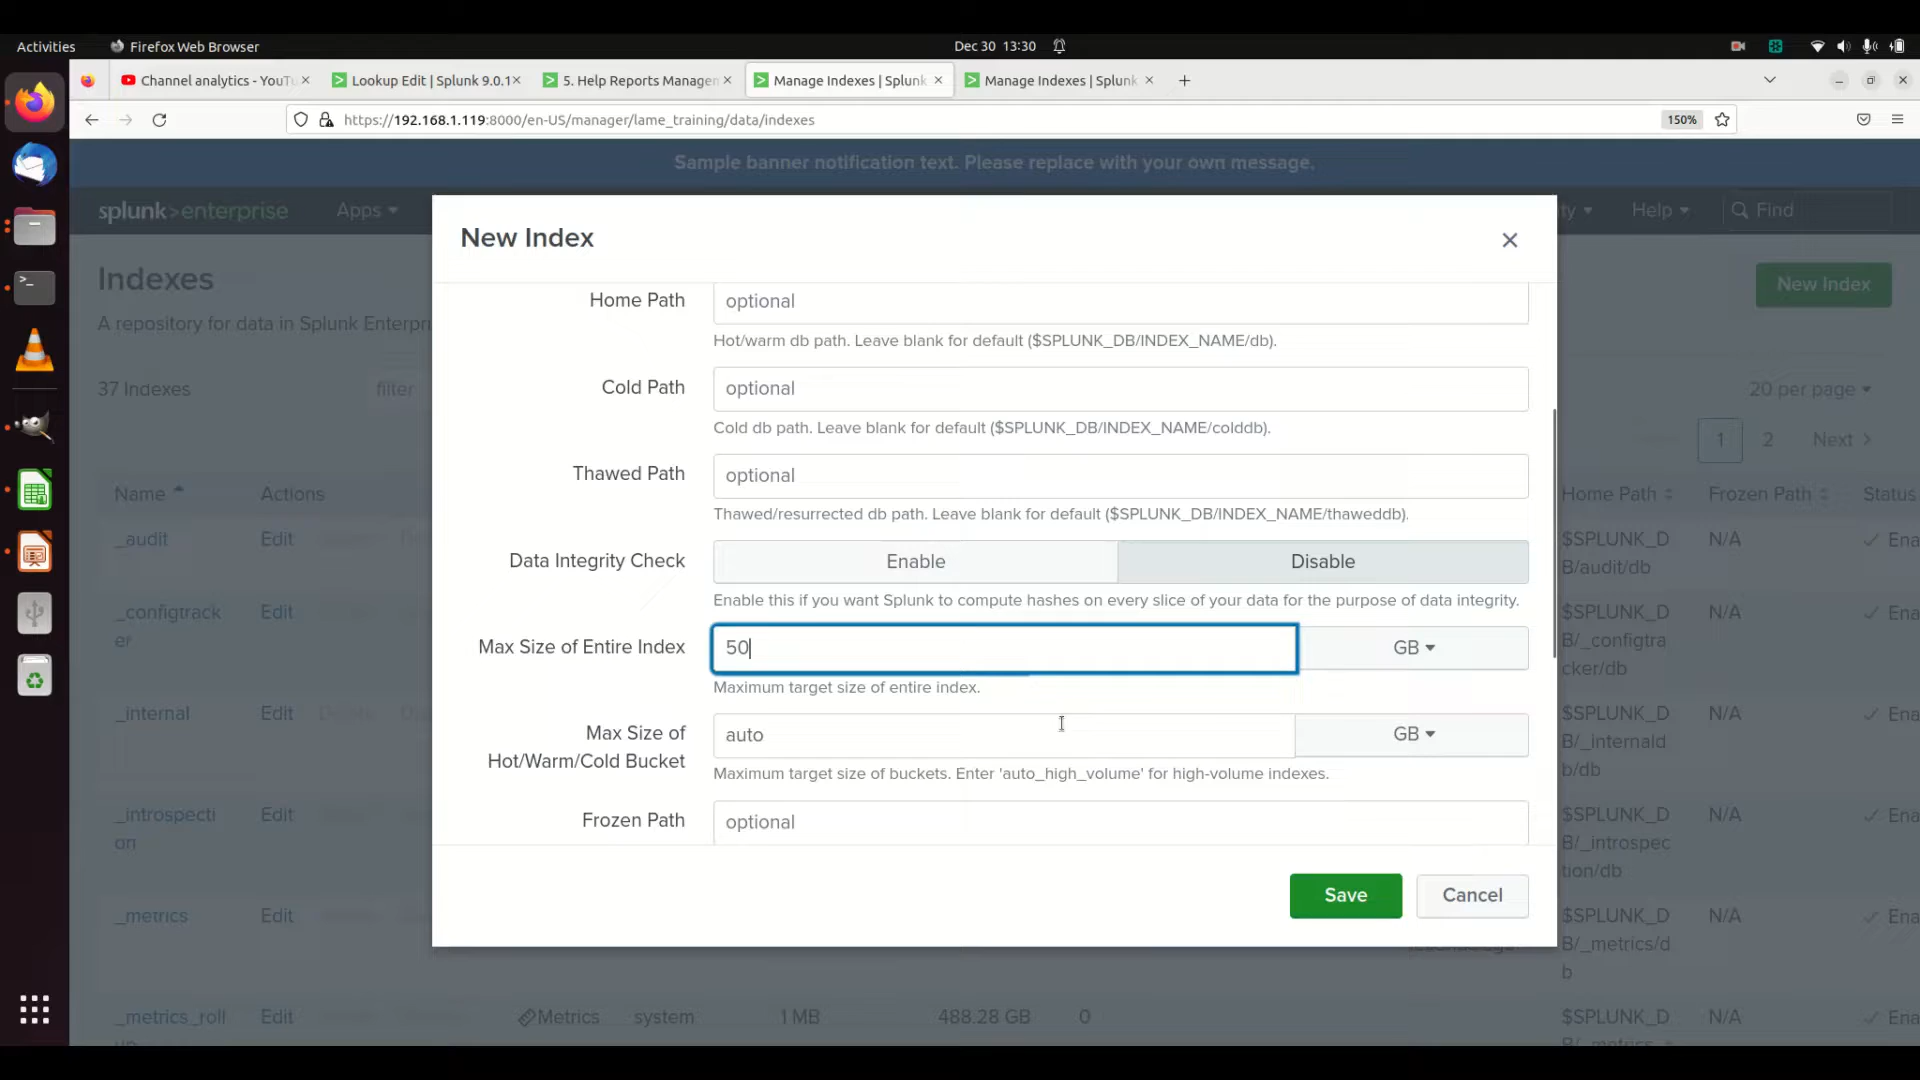 Activities
Firefox Web Browser
Dec 30 13:30
Channel analytics - YouTu
Lookup Edit | Splunk 9.0.1
5. Help Reports Managem
Manage Indexes | Splunk
Manage Indexes | Splunk
https://192.168.1.119:8000/en-US/manager/lame_training/data/indexes
150%
Sample banner notification text. Please replace with your own message.
splunk>enterprise
Apps
ty
Help
Find
New Index
Indexes
New Index
A repository for data in Splunk Enterpri
37 Indexes
filter
20 per page
1
2
Next
Name
Actions
Home Path
Frozen Path
Status
Home Path
optional
Hot/warm db path. Leave blank for default ($SPLUNK_DB/INDEX_NAME/db).
Cold Path
optional
Cold db path. Leave blank for default ($SPLUNK_DB/INDEX_NAME/colddb).
Thawed Path
optional
Thawed/resurrected db path. Leave blank for default ($SPLUNK_DB/INDEX_NAME/thaweddb).
Data Integrity Check
Enable
Disable
Enable this if you want Splunk to compute hashes on every slice of your data for the purpose of data integrity.
Max Size of Entire Index
50
GB
Maximum target size of entire index.
Max Size of
Hot/Warm/Cold Bucket
auto
GB
Maximum target size of buckets. Enter 'auto_high_volume' for high-volume indexes.
Frozen Path
optional
Save
Cancel
_audit
Edit
$SPLUNK_D
B/audit/db
N/A
Ena
_configtrack
er
Edit
$SPLUNK_D
B/_configtra
cker/db
N/A
Ena
_internal
Edit
$SPLUNK_D
B/_internald
b/db
N/A
Ena
_introspecti
on
Edit
$SPLUNK_D
B/_introspec
tion/db
N/A
Ena
_metrics
Edit
$SPLUNK_D
B/_metrics/d
b
N/A
Ena
_metrics_roll
Edit
Metrics
system
1 MB
488.28 GB
0
$SPLUNK_D
N/A
Ena